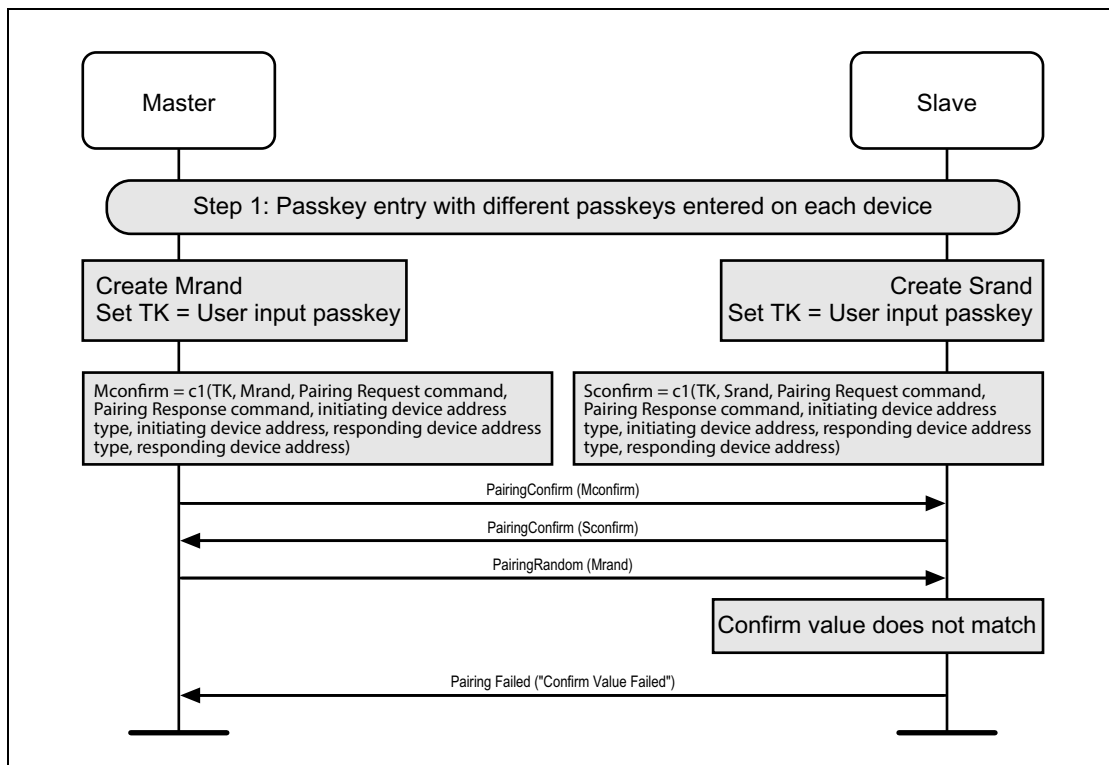 Master
Slave
Step 1: Passkey entry with different passkeys entered on each device
Create Mrand
Set TK = User input passkey
Create Srand
Set TK = User input passkey
Mconfirm = c1(TK, Mrand, Pairing Request command,
Pairing Response command, initiating device address
type, initiating device address, responding device address
type, responding device address)
Sconfirm = c1(TK, Srand, Pairing Request command,
Pairing Response command, initiating device address
type, initiating device address, responding device address
type, responding device address)
PairingConfirm (Mconfirm)
PairingConfirm (Sconfirm)
PairingRandom (Mrand)
Confirm value does not match
Pairing Failed ("Confirm Value Failed")